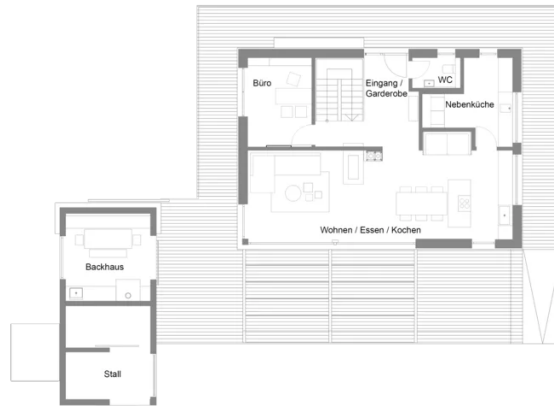 Büro
Eingang /
Garderobe
WC
Nebenküche
Wohnen / Essen / Kochen
Backhaus
Stall